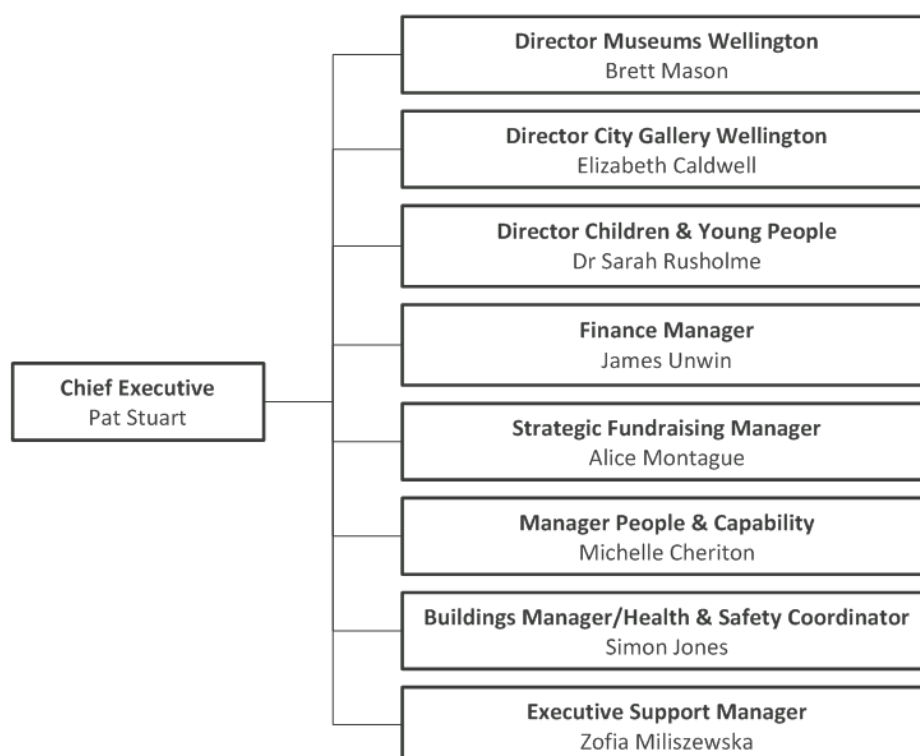 Director Museums Wellington
Brett Mason
Director City Gallery Wellington
Elizabeth Caldwell
Director Children & Young People
Dr Sarah Rusholme
Finance Manager
James Unwin
Chief Executive
Pat Stuart
Strategic Fundraising Manager
Alice Montague
Manager People & Capability
Michelle Cheriton
Buildings Manager/Health & Safety Coordinator
Simon Jones
Executive Support Manager
Zofia Miliszewska